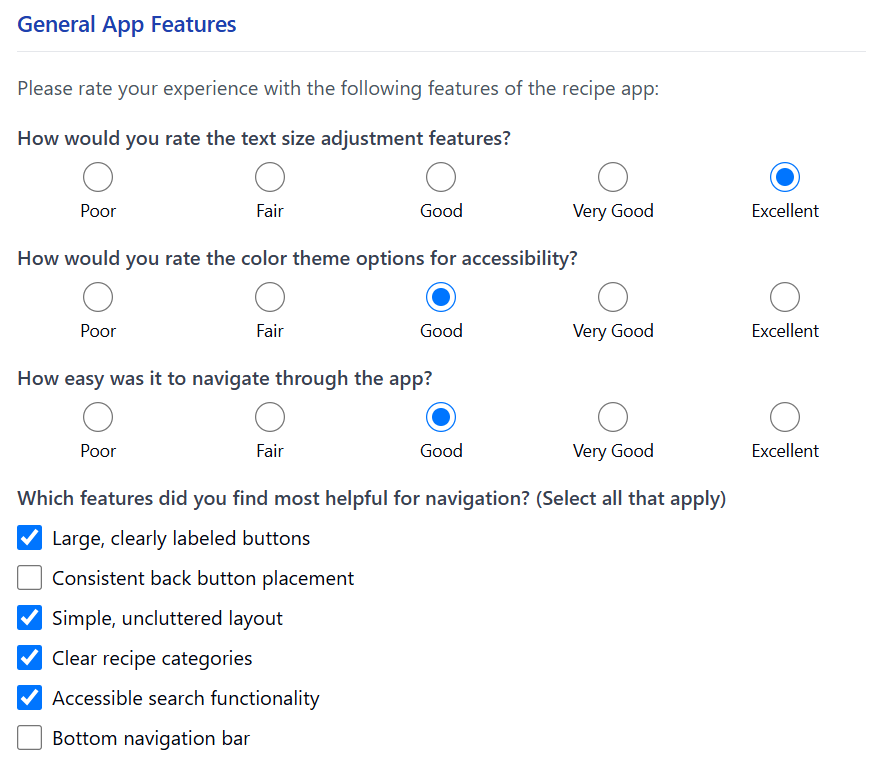 General App Features
Please rate your experience with the following features of the recipe app:
How would you rate the text size adjustment features?
Poor Fair Good Very Good Excellent
How would you rate the color theme options for accessibility?
Poor Fair Good Very Good Excellent
How easy was it to navigate through the app?
Poor Fair Good Very Good Excellent
Which features did you find most helpful for navigation? (Select all that apply)
Large, clearly labeled buttons
Consistent back button placement
Simple, uncluttered layout
Clear recipe categories
Accessible search functionality
Bottom navigation bar